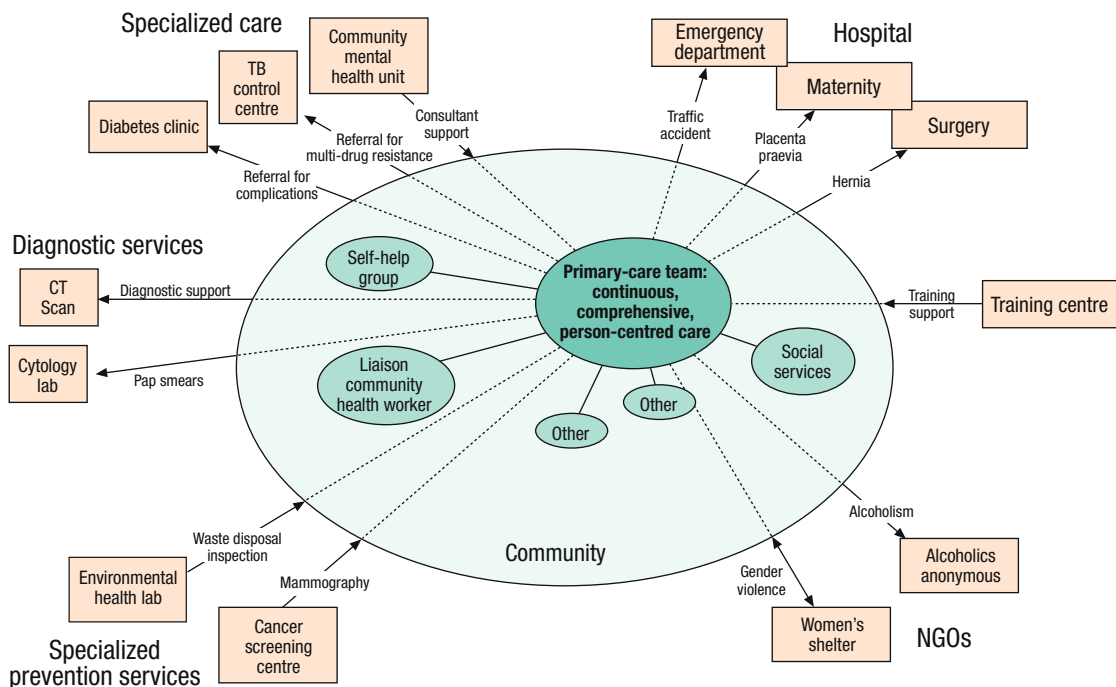 Specialized care
Community
mental
health unit
TB
control
centre
Diabetes clinic
Consultant
support
Referral for
multi-drug resistance
Referral for
complications
Emergency
department
Hospital
Maternity
Surgery
Traffic
accident
Placenta
praevia
Hernia
Diagnostic services
CT
Scan
Diagnostic support
Cytology
lab
Pap smears
Self-help
group
Primary-care team:
continuous,
comprehensive,
person-centred care
Training
support
Training centre
Liaison
community
health worker
Social
services
Other
Other
Community
Waste disposal
inspection
Environmental
health lab
Mammography
Cancer
screening
centre
Specialized
prevention services
Alcoholism
Alcoholics
anonymous
Gender
violence
Women's
shelter
NGOs